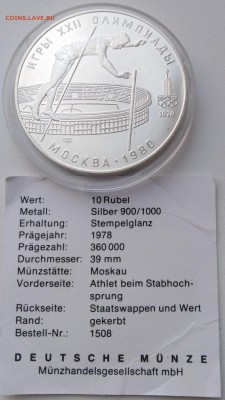 COINS.LAVE.RU
ИГРЫ XXII ОЛИМПИАДЫ
1978
МОСКВА·1980
Wert: 10 Rubel
Metall: Silber 900/1000
Erhaltung: Stempelglanz
Prägejahr: 1978
Prägezahl: 360 000
Durchmesser: 39 mm
Münzstätte: Moskau
Vorderseite: Athlet beim Stabhoch-
sprung
Rückseite: Staatswappen und Wert
Rand: gekerbt
Bestell-Nr.: 1508
DEUTSCHE MÜNZE
Münzhandelsgesellschaft mbH